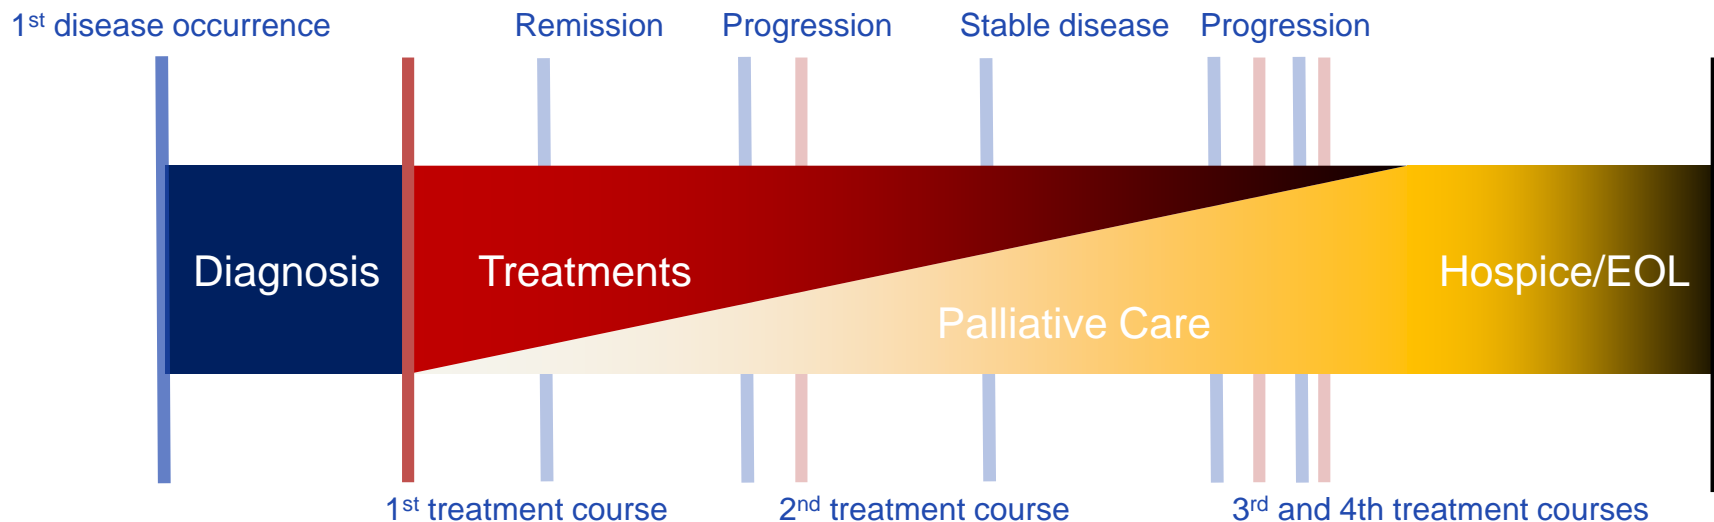 1st disease occurrence Remission Progression Stable disease Progression
Diagnosis Treatments Hospice/EOL
Palliative Care
1st treatment course 2nd treatment course 3rd and 4th treatment courses